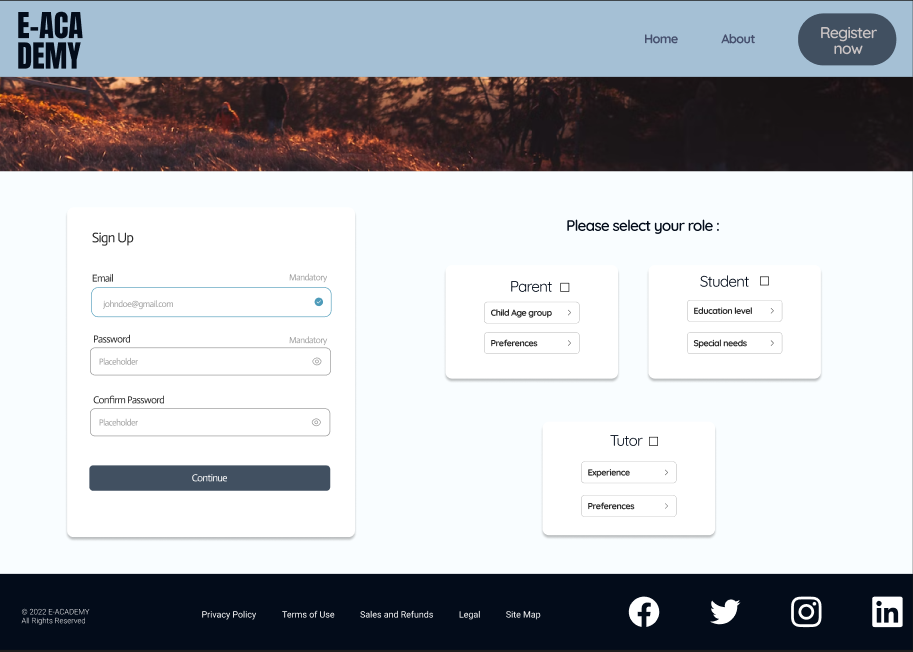 E-ACA
DEMY
Home
About
Register
now
Sign Up
Email
Mandatory
johndoe@gmail.com
Password
Mandatory
Placeholder
Confirm Password
Placeholder
Continue
Please select your role :
Parent
Child Age group
Preferences
Student
Education level
Special needs
Tutor
Experience
Preferences
© 2022 E-ACADEMY
All Rights Reserved
Privacy Policy
Terms of Use
Sales and Refunds
Legal
Site Map